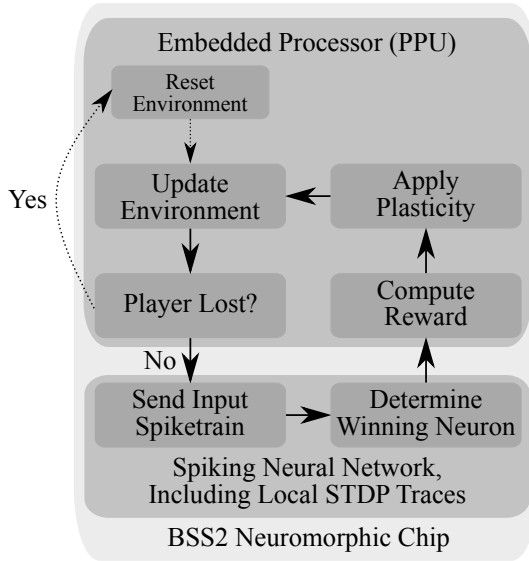 Embedded Processor (PPU)
Reset
Environment
Yes
Update
Environment
Apply
Plasticity
Player Lost?
Compute
Reward
No
Send Input
Spiketrain
Determine
Winning Neuron
Spiking Neural Network,
Including Local STDP Traces
BSS2 Neuromorphic Chip